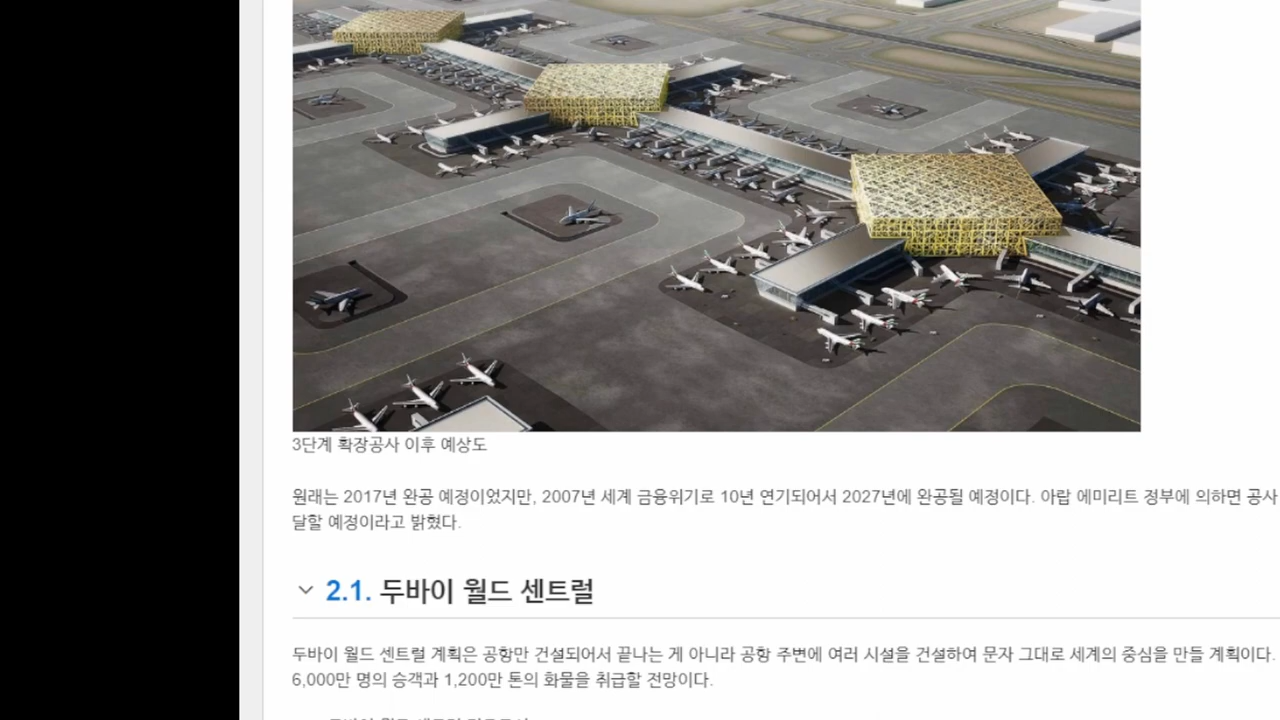 3단계 확장공사 이후 예상도
원래는 2017년 완공 예정이었지만, 2007년 세계 금융위기로 10년 연기되어서 2027년에 완공될 예정이다. 아랍 에미리트 정부에 의하면 공사
달할 예정이라고 밝혔다.
2.1. 두바이 월드 센트럴
두바이 월드 센트럴 계획은 공항만 건설되어서 끝나는 게 아니라 공항 주변에 여러 시설을 건설하여 문자 그대로 세계의 중심을 만들 계획이다.
6,000만 명의 승객과 1,200만 톤의 화물을 취급할 전망이다.